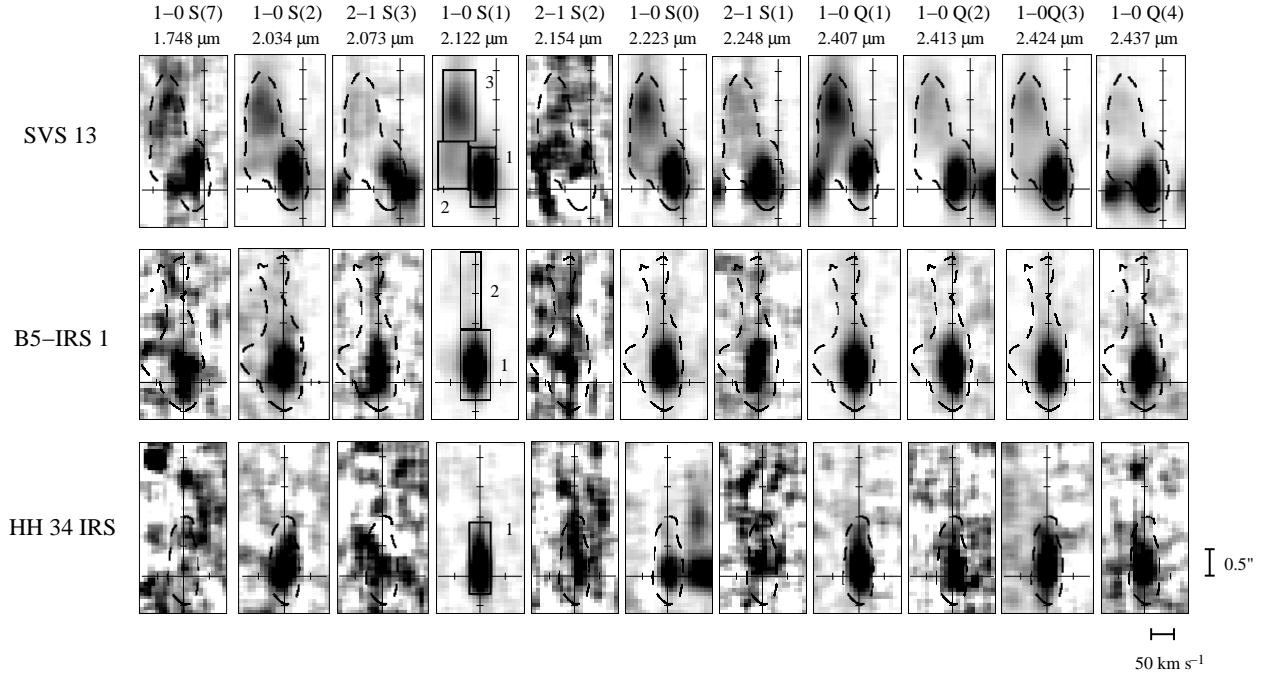 1−0 S(7) 1−0 S(2) 2−1 S(3) 1−0 S(1) 2−1 S(2) 1−0 S(0) 2−1 S(1) 1−0 Q(1) 1−0 Q(2) 1−0Q(3) 1−0 Q(4)
1.748 µm 2.034 µm 2.073 µm 2.122 µm 2.154 µm 2.223 µm 2.248 µm 2.407 µm 2.413 µm 2.424 µm 2.437 µm
3
SVS 13
1
2
2
B5−IRS 1
1
HH 34 IRS
1
0.5"
50 km s⁻¹